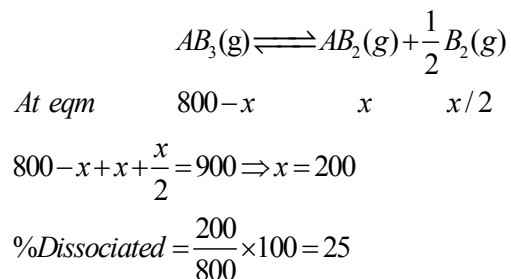 AB₃(g) ⇌ AB₂(g) + 1/2 B₂(g)
At eqm 800 − x x x / 2
800 − x + x + x/2 = 900 ⇒ x = 200
%Dissociated = 200/800 × 100 = 25